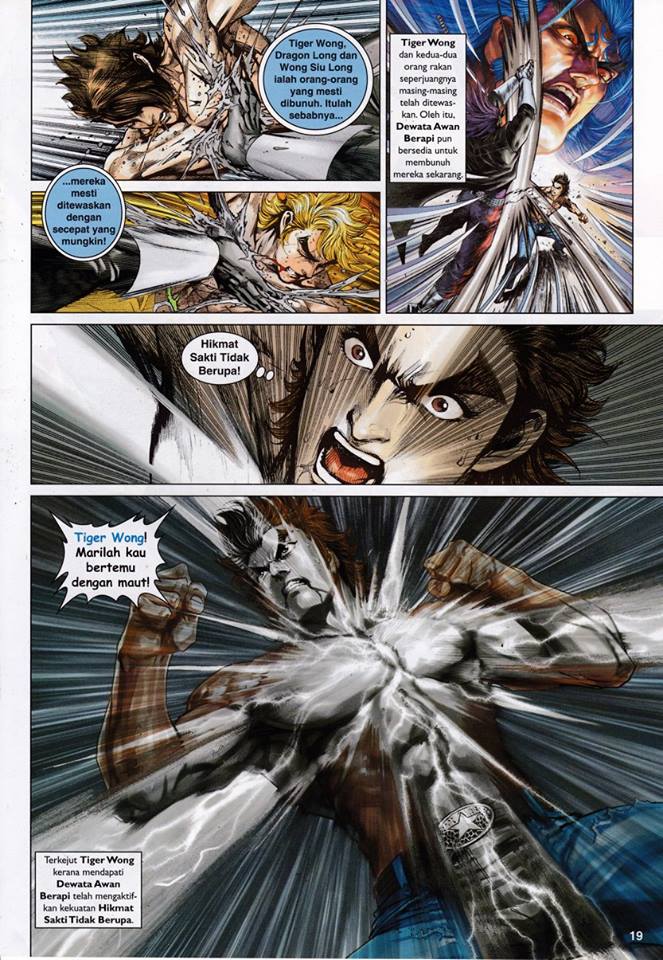 Tiger Wong,
Dragon Long dan
Wong Siu Long
ialah orang-orang
yang mesti
dibunuh. Itulah
sebabnya...
Tiger Wong
dan kedua-dua
orang rakan
seperjuangnya
masing-masing
telah ditewas-
kan. Oleh itu,
Dewata Awan
Berapi pun
bersedia untuk
membunuh
mereka sekarang.
...mereka
mesti
ditewaskan
dengan
secepat yang
mungkin!
Hikmat
Sakti Tidak
Berupa!
Tiger Wong!
Marilah kau
bertemu
dengan maut!
Terkejut Tiger Wong
kerana mendapati
Dewata Awan
Berapi telah mengaktif-
kan kekuatan Hikmat
Sakti Tidak Berupa.
19